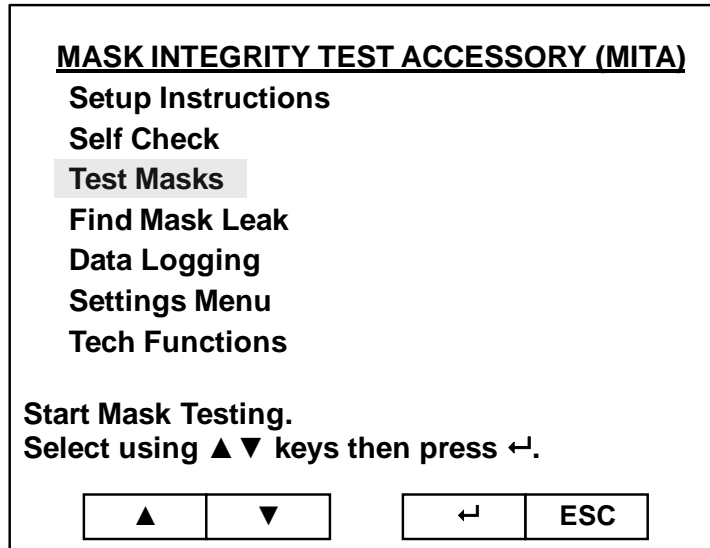 MASK INTEGRITY TEST ACCESSORY (MITA)
Setup Instructions
Self Check
Test Masks
Find Mask Leak
Data Logging
Settings Menu
Tech Functions
Start Mask Testing.
Select using ▲▼ keys then press ↵.
▲ ▼ ↵ ESC